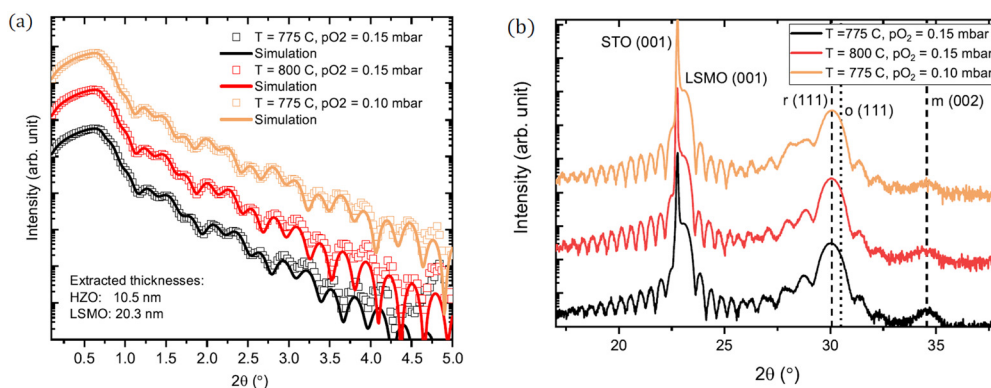 (a)
T = 775 C, pO2 = 0.15 mbar
Simulation
T = 800 C, pO2 = 0.15 mbar
Simulation
T = 775 C, pO2 = 0.10 mbar
Simulation
Intensity (arb. unit)
Extracted thicknesses:
HZO: 10.5 nm
LSMO: 20.3 nm
0.5 1.0 1.5 2.0 2.5 3.0 3.5 4.0 4.5 5.0
2θ (°)
(b)
T =775 C, pO₂ = 0.15 mbar
T = 800 C, pO₂ = 0.15 mbar
T = 775 C, pO₂ = 0.10 mbar
STO (001)
LSMO (001)
r (111)
o (111)
m (002)
Intensity (arb. unit)
20 25 30 35
2θ (°)